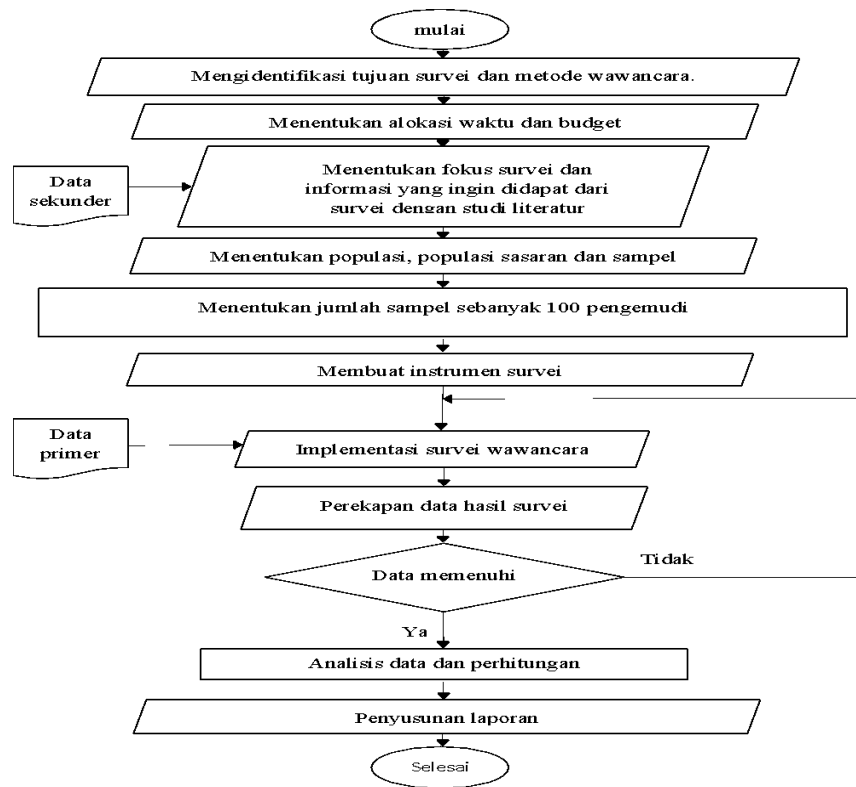 mulai
Mengidentifikasi tujuan survei dan metode wawancara.
Menentukan alokasi waktu dan budget
Data
sekunder
Menentukan fokus survei dan
informasi yang ingin didapat dari
survei dengan studi literatur
Menentukan populasi, populasi sasaran dan sampel
Menentukan jumlah sampel sebanyak 100 pengemudi
Membuat instrumen survei
Data
primer
Implementasi survei wawancara
Perekapan data hasil survei
Data memenuhi
Tidak
Ya
Analisis data dan perhitungan
Penyusunan laporan
Selesai